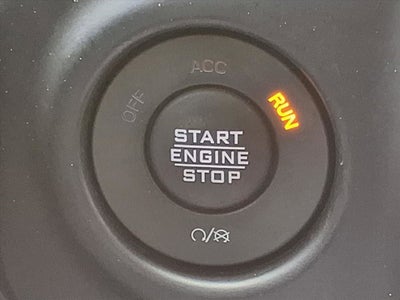 ACC
OFF
RUN
START
ENGINE
STOP